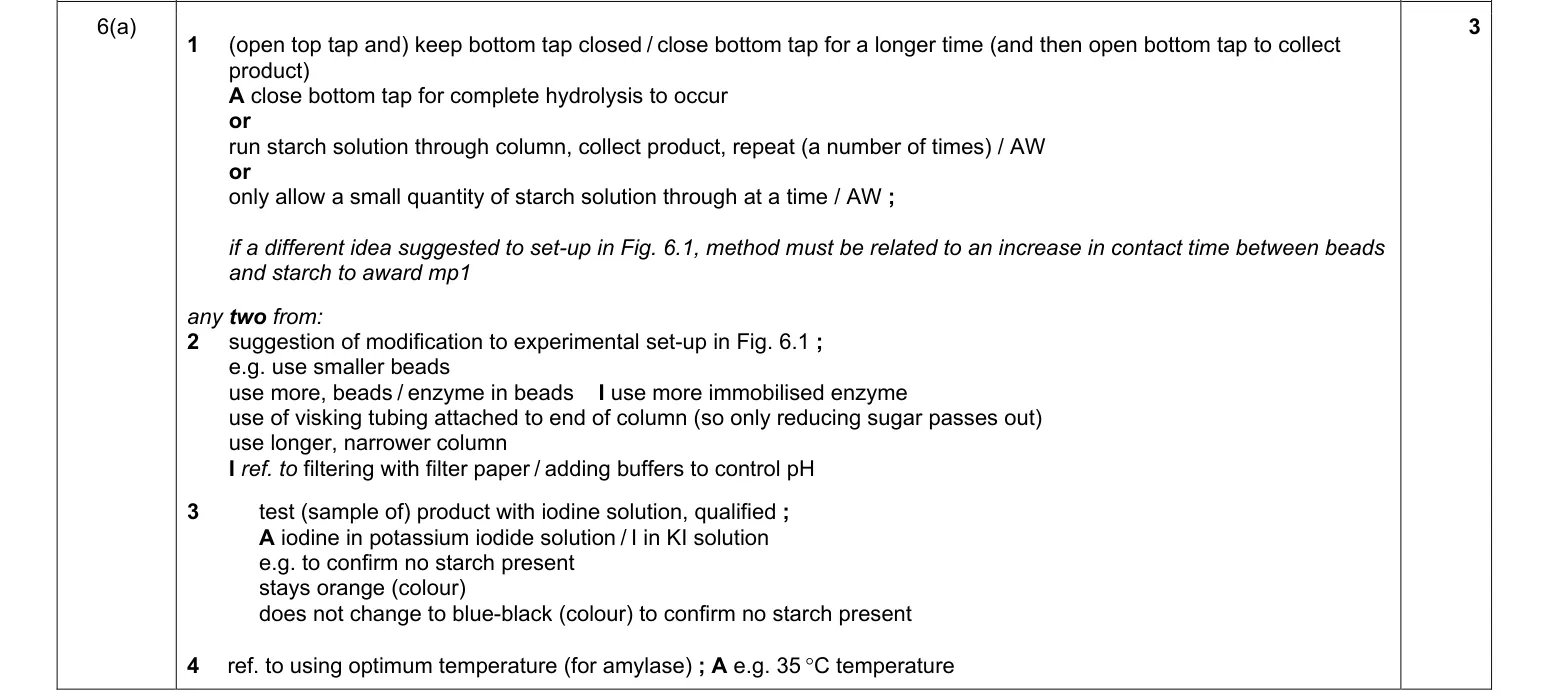 6(a)
3
1 (open top tap and) keep bottom tap closed / close bottom tap for a longer time (and then open bottom tap to collect
product)
A close bottom tap for complete hydrolysis to occur
or
run starch solution through column, collect product, repeat (a number of times) / AW
or
only allow a small quantity of starch solution through at a time / AW ;
if a different idea suggested to set-up in Fig. 6.1, method must be related to an increase in contact time between beads
and starch to award mp1
any two from:
2 suggestion of modification to experimental set-up in Fig. 6.1 ;
e.g. use smaller beads
use more, beads / enzyme in beads I use more immobilised enzyme
use of visking tubing attached to end of column (so only reducing sugar passes out)
use longer, narrower column
I ref. to filtering with filter paper / adding buffers to control pH
3 test (sample of) product with iodine solution, qualified ;
A iodine in potassium iodide solution / I in KI solution
e.g. to confirm no starch present
stays orange (colour)
does not change to blue-black (colour) to confirm no starch present
4 ref. to using optimum temperature (for amylase) ; A e.g. 35 °C temperature